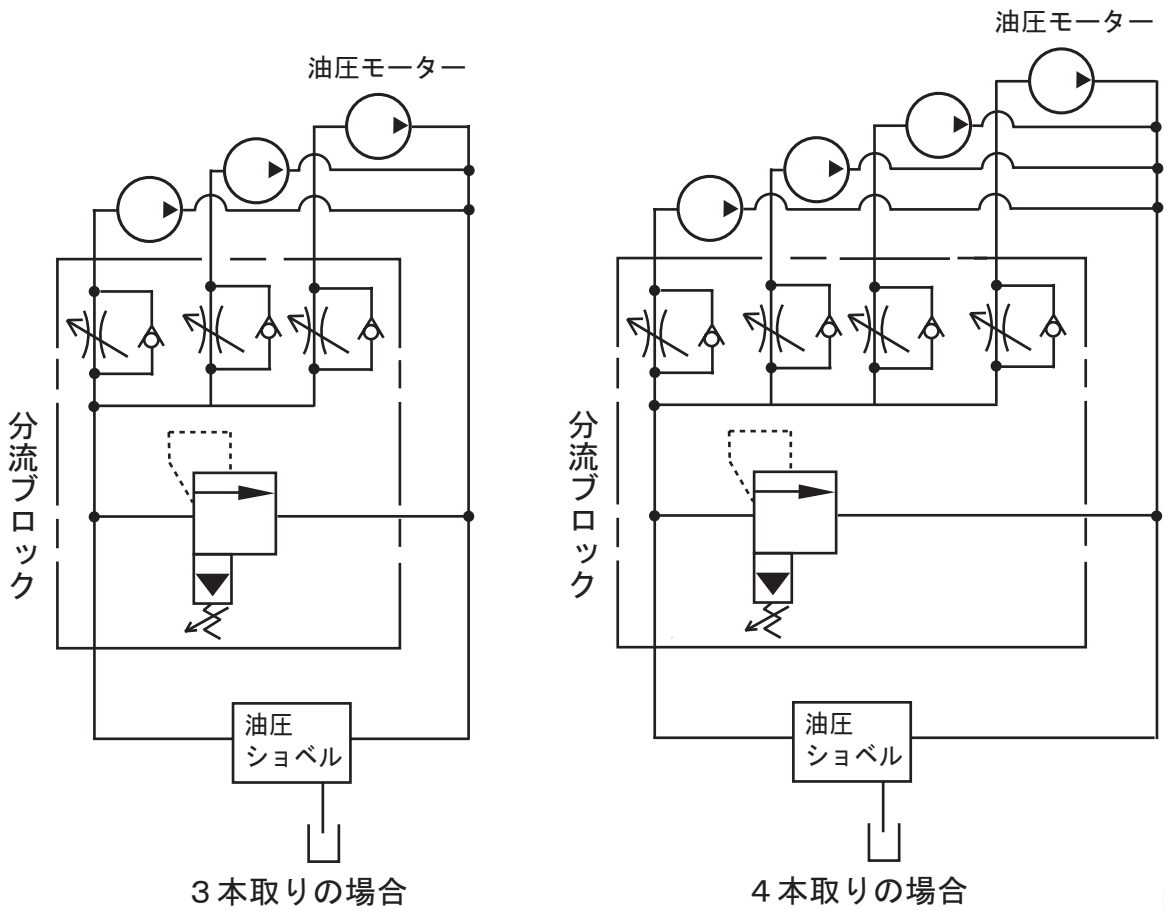 油圧モーター
分流ブロック
油圧
ショベル
3本取りの場合
油圧モーター
分流ブロック
油圧
ショベル
4本取りの場合